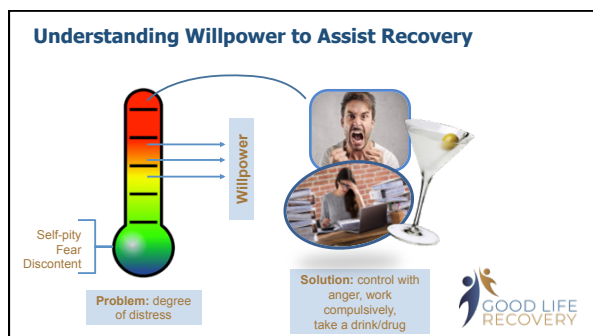 Understanding Willpower to Assist Recovery
Willpower
Self-pity
Fear
Discontent
Problem: degree
of distress
Solution: control with
anger, work
compulsively,
take a drink/drug
GOOD LIFE
RECOVERY